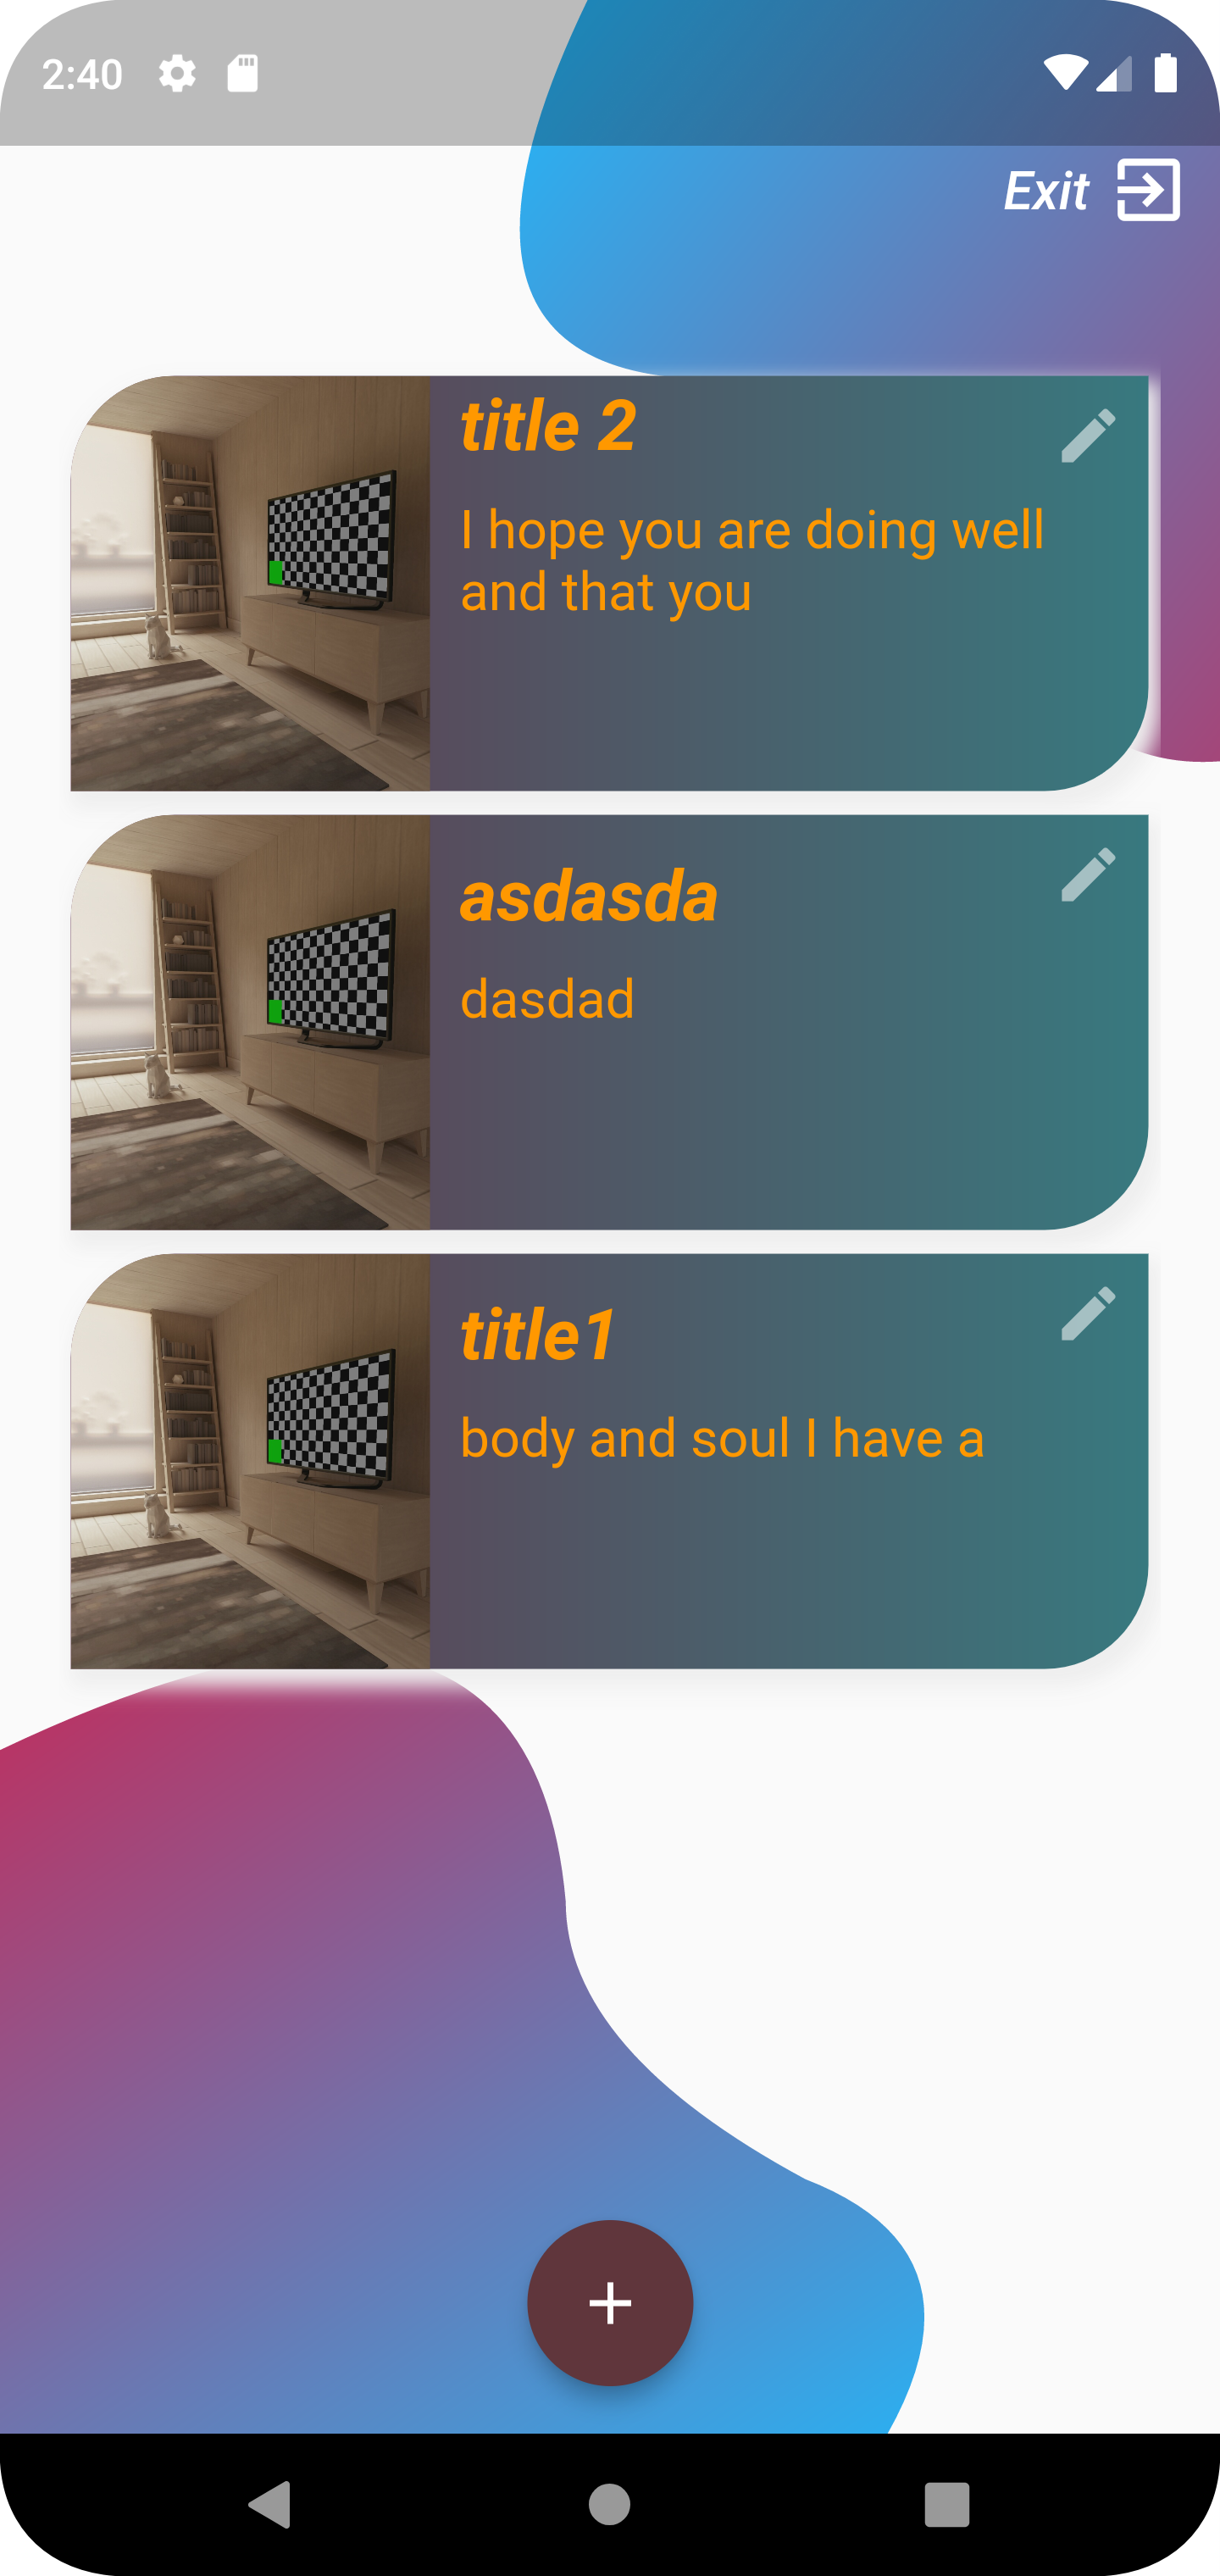 2:40
Exit
title 2
I hope you are doing well
and that you
asdasda
dasdad
title1
body and soul I have a